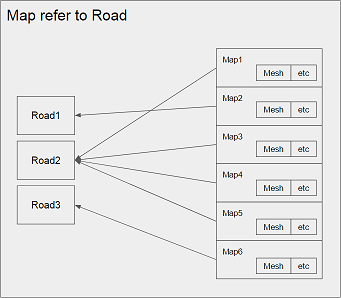 Map refer to Road
Road1
Road2
Road3
Map1
Mesh etc
Map2
Mesh etc
Map3
Mesh etc
Map4
Mesh etc
Map5
Mesh etc
Map6
Mesh etc